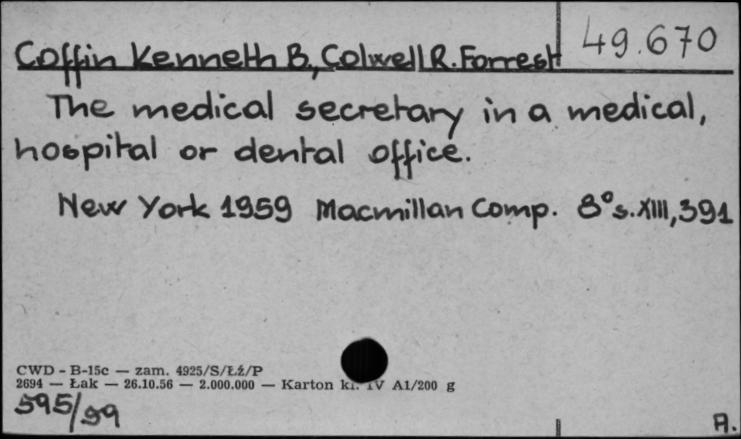 49.670
Coffin Kenneth B., Colwell R. Forrest
The medical secretary in a medical,
hospital or dental office.
New York 1959 Macmillan Comp. 8° s. XIII, 391
CWD - B-15c — zam. 4925/S/Łź/P
2694 — Łak — 26.10.56 — 2.000.000 — Karton kl. IV A1/200 g
595/59
A.